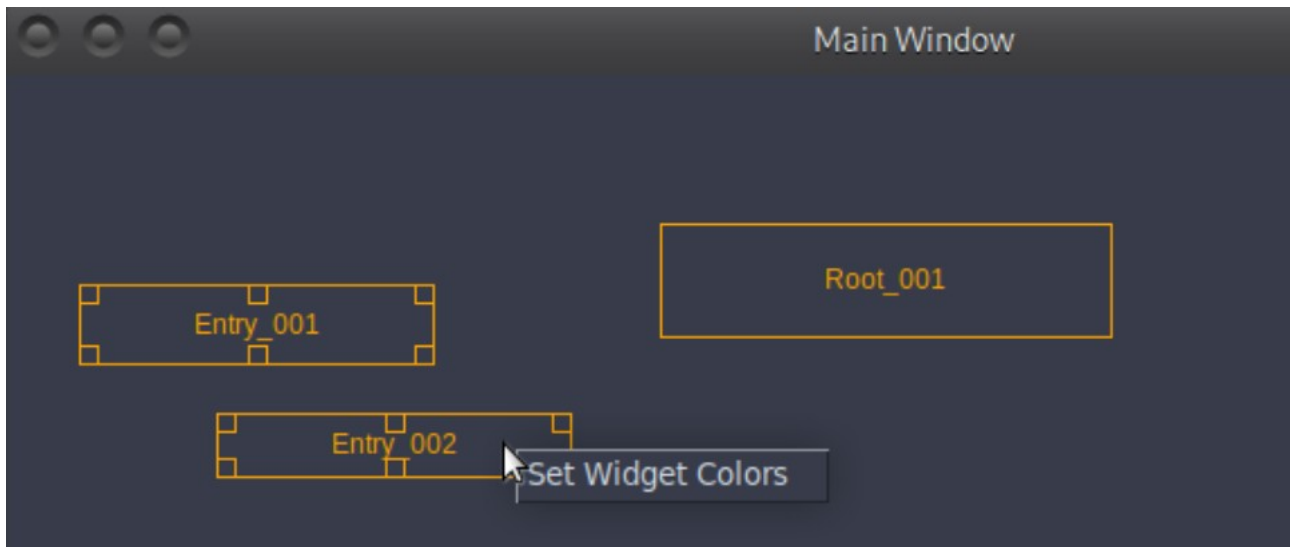 Main Window
Root_001
Entry_001
Entry_002
Set Widget Colors